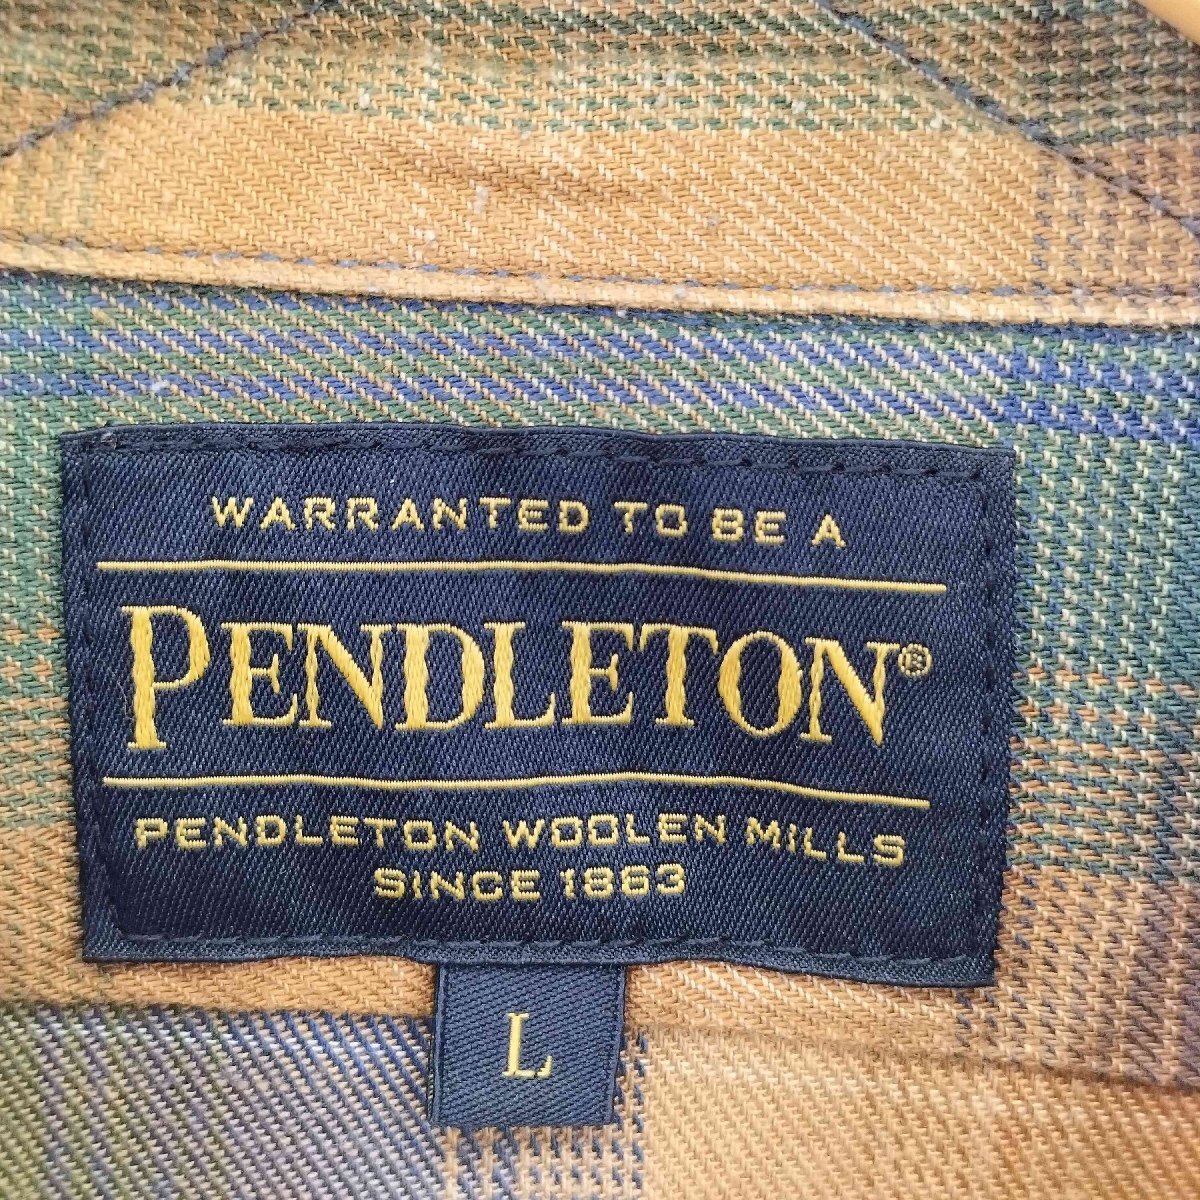 WARRANTED TO BE A
PENDLETON®
PENDLETON WOOLEN MILLS
SINCE 1863
L